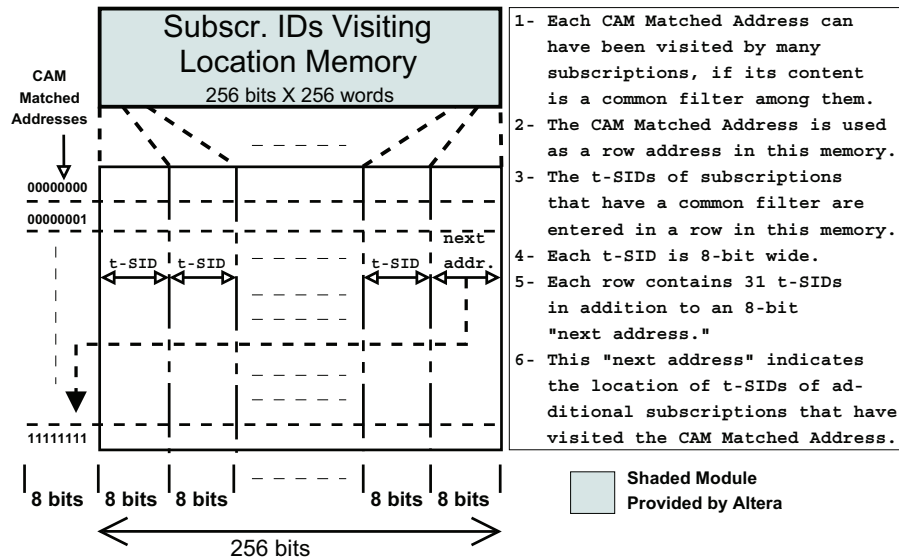 Subscr. IDs Visiting
Location Memory
256 bits X 256 words
CAM
Matched
Addresses
00000000
00000001
11111111
t-SID
t-SID
t-SID
next
addr.
8 bits
8 bits
8 bits
8 bits
8 bits
256 bits
1- Each CAM Matched Address can
have been visited by many
subscriptions, if its content
is a common filter among them.
2- The CAM Matched Address is used
as a row address in this memory.
3- The t-SIDs of subscriptions
that have a common filter are
entered in a row in this memory.
4- Each t-SID is 8-bit wide.
5- Each row contains 31 t-SIDs
in addition to an 8-bit
"next address."
6- This "next address" indicates
the location of t-SIDs of ad-
ditional subscriptions that have
visited the CAM Matched Address.
Shaded Module
Provided by Altera